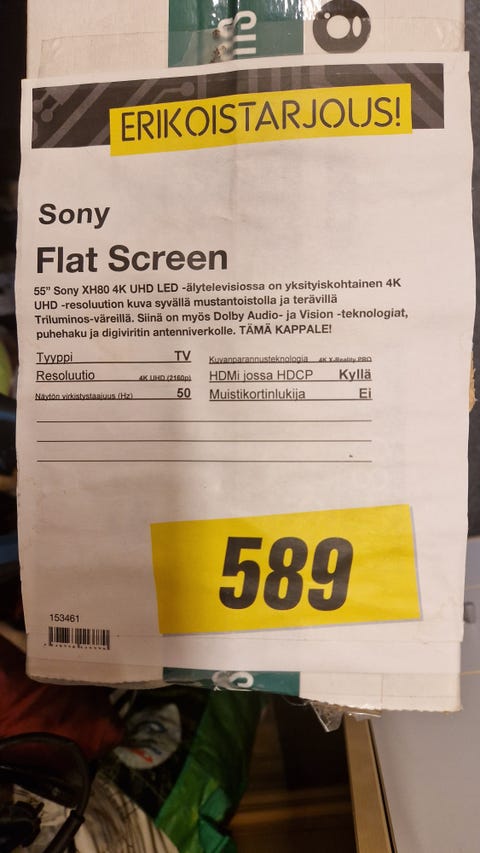 ERIKOISTARJOUS!
Sony
Flat Screen
55" Sony XH80 4K UHD LED -älytelevisiossa on yksityiskohtainen 4K
UHD -resoluution kuva syvällä mustantoistolla ja terävillä
Triluminos-väreillä. Siinä on myös Dolby Audio- ja Vision -teknologiat,
puhehaku ja digiviritin antenniverkolle. TÄMÄ KAPPALE!
Tyyppi TV
Kuvanparannusteknologia 4K X-Reality PRO
Resoluutio 4K UHD (2160p)
HDMi jossa HDCP Kyllä
Näytön virkistystaajuus (Hz) 50
Muistikortinlukija Ei
589
153461